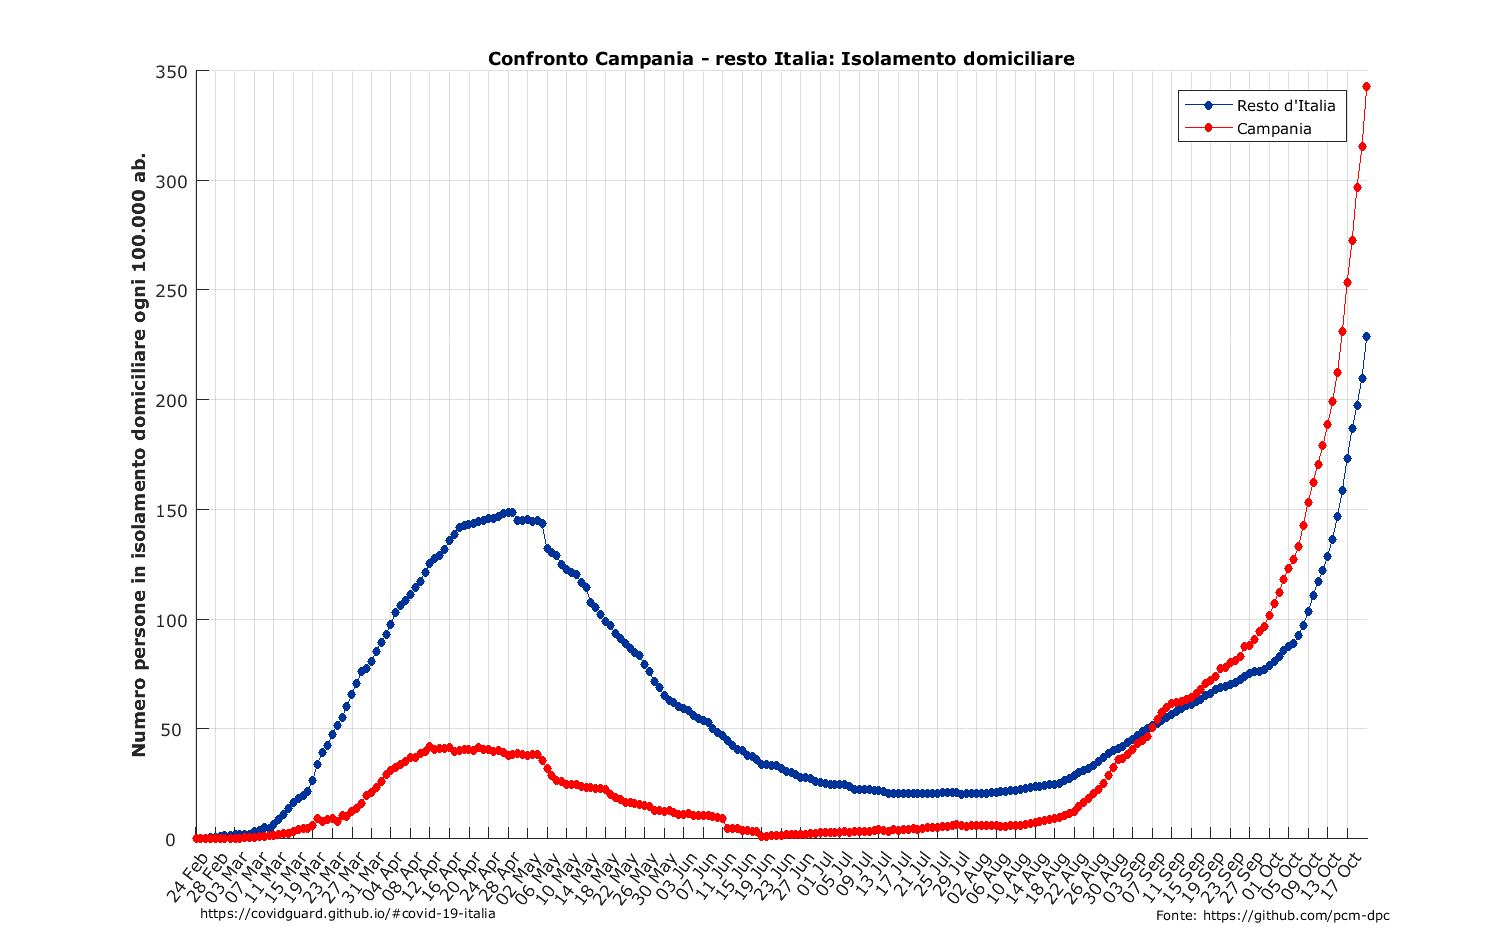 Confronto Campania - resto Italia: Isolamento domiciliare
Numero persone in isolamento domiciliare ogni 100.000 ab.
350
300
250
200
150
100
50
0
Resto d'Italia
Campania
24 Feb
28 Feb
03 Mar
07 Mar
11 Mar
15 Mar
19 Mar
23 Mar
27 Mar
31 Mar
04 Apr
08 Apr
12 Apr
16 Apr
20 Apr
24 Apr
28 Apr
02 May
06 May
10 May
14 May
18 May
22 May
26 May
30 May
03 Jun
07 Jun
11 Jun
15 Jun
19 Jun
23 Jun
27 Jun
01 Jul
05 Jul
09 Jul
13 Jul
17 Jul
21 Jul
25 Jul
29 Jul
02 Aug
06 Aug
10 Aug
14 Aug
18 Aug
22 Aug
26 Aug
30 Aug
03 Sep
07 Sep
11 Sep
15 Sep
19 Sep
23 Sep
27 Sep
01 Oct
05 Oct
09 Oct
13 Oct
17 Oct
https://covidguard.github.io/#covid-19-italia
Fonte: https://github.com/pcm-dpc